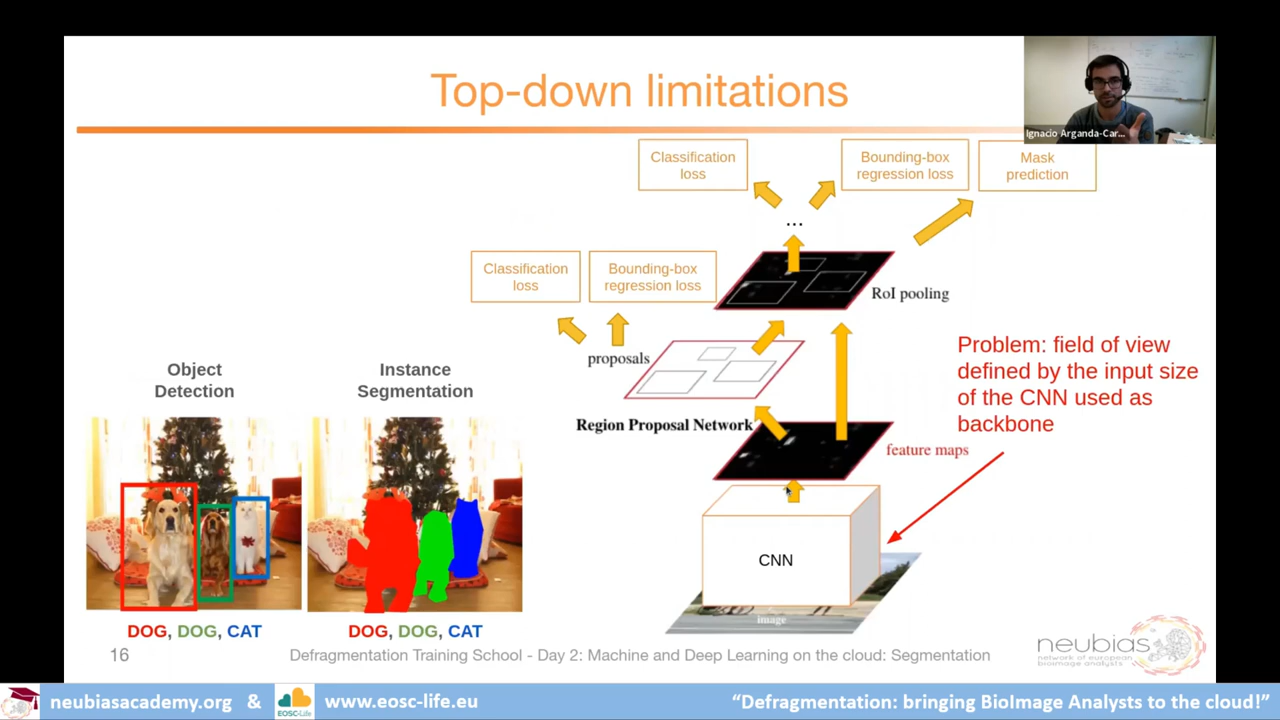 Top-down limitations
Ignacio Arganda-Car...
Classification
loss
Bounding-box
regression loss
Mask
prediction
...
Classification
loss
Bounding-box
regression loss
RoI pooling
proposals
Region Proposal Network
feature maps
CNN
image
Problem: field of view
defined by the input size
of the CNN used as
backbone
Object
Detection
Instance
Segmentation
DOG, DOG, CAT
DOG, DOG, CAT
16
Defragmentation Training School - Day 2: Machine and Deep Learning on the cloud: Segmentation
neubias
network of european
bioimage analysts
neubiasacademy.org & EOSC-Life www.eosc-life.eu
“Defragmentation: bringing BioImage Analysts to the cloud!”